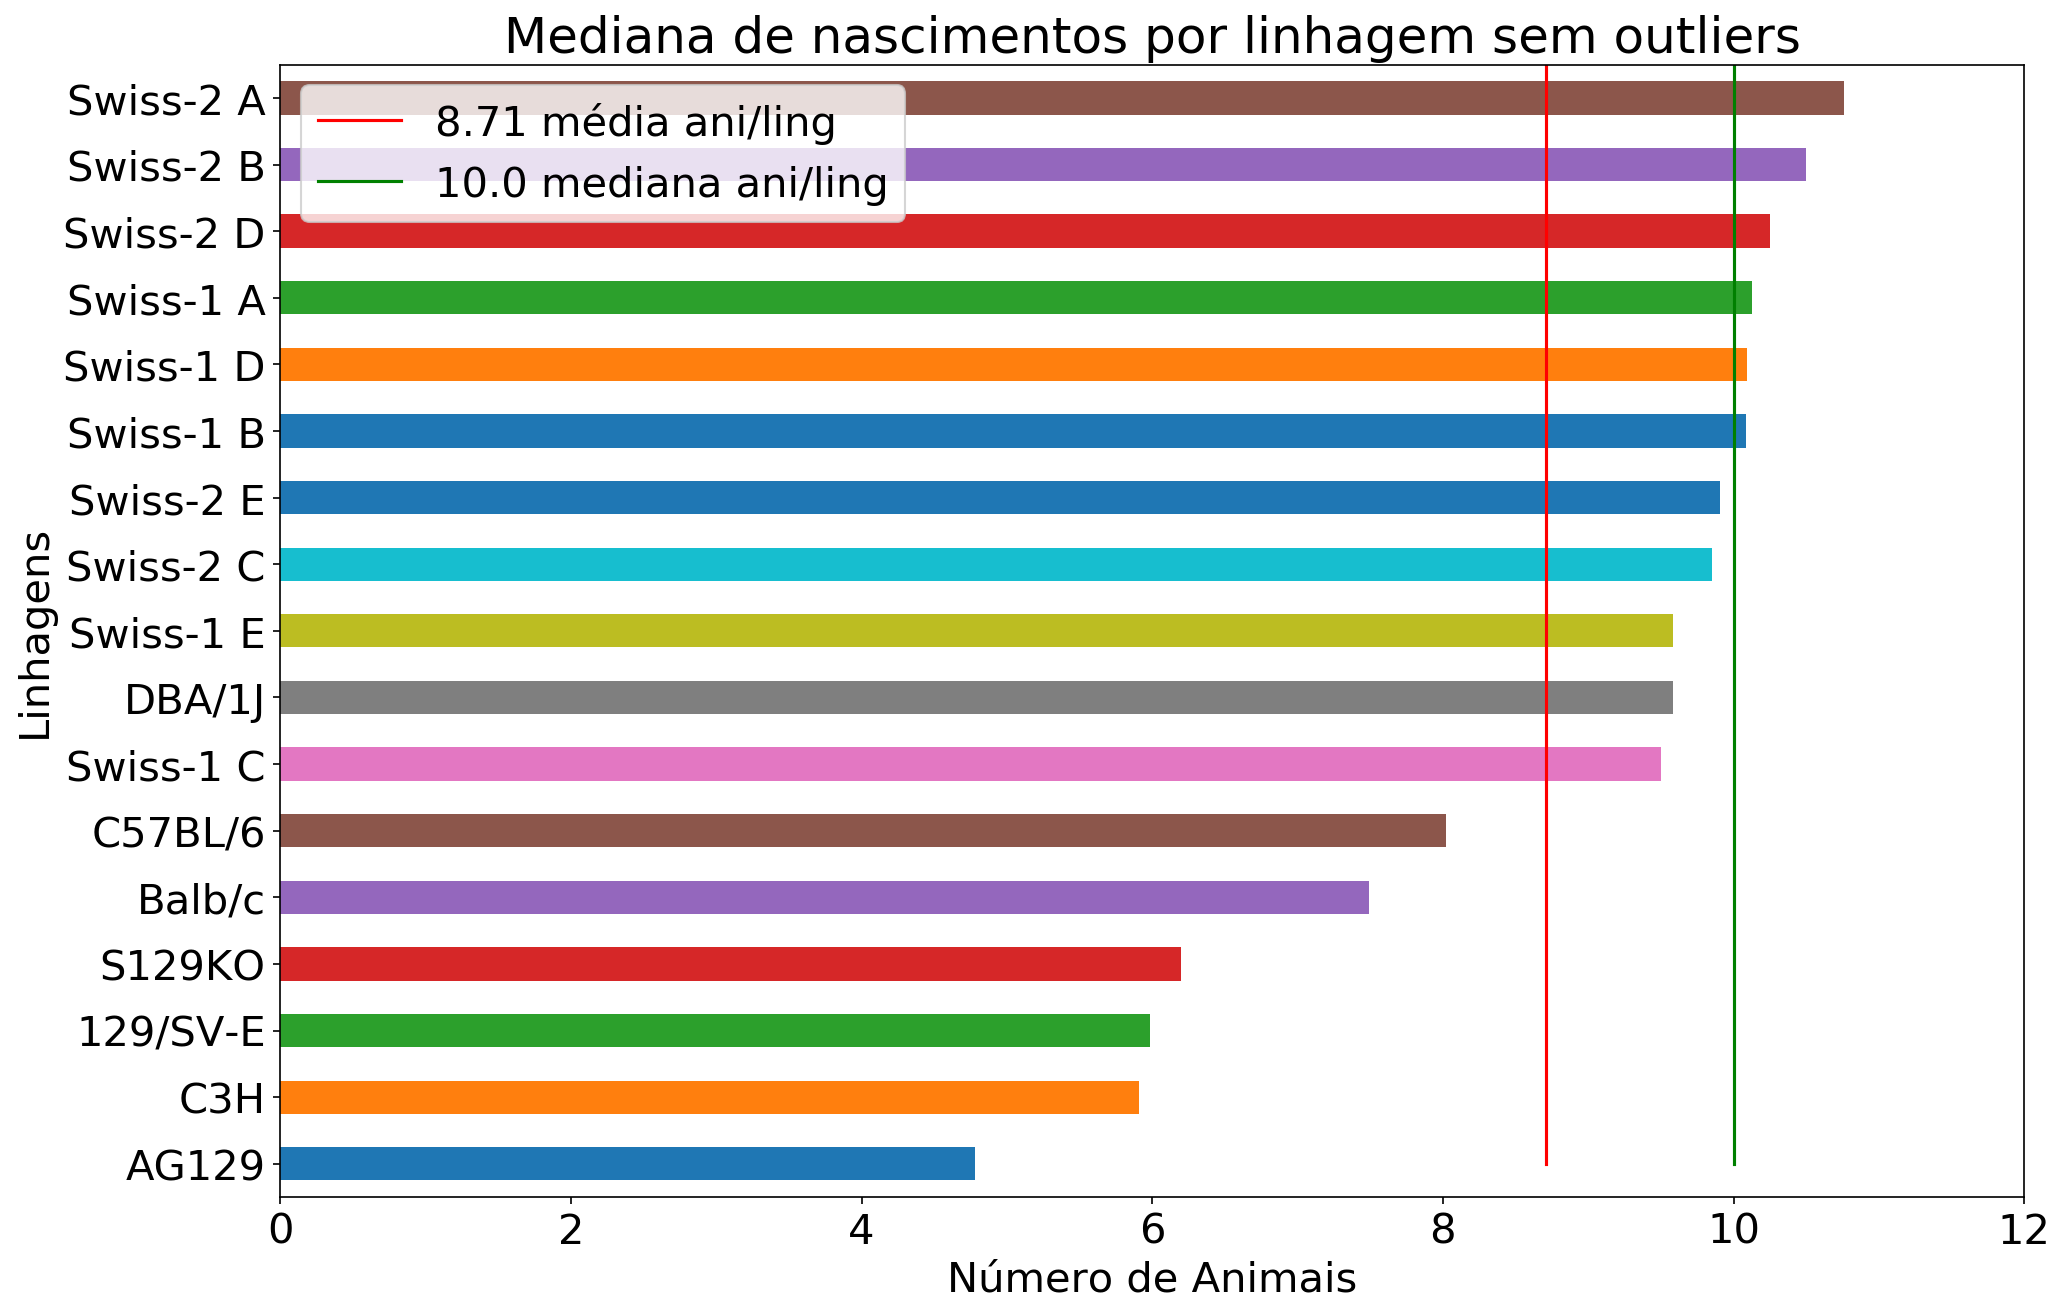 Mediana de nascimentos por linhagem sem outliers
8.71 média ani/ling
10.0 mediana ani/ling
Linhagens
Swiss-2 A
Swiss-2 B
Swiss-2 D
Swiss-1 A
Swiss-1 D
Swiss-1 B
Swiss-2 E
Swiss-2 C
Swiss-1 E
DBA/1J
Swiss-1 C
C57BL/6
Balb/c
S129KO
129/SV-E
C3H
AG129
0 2 4 6 8 10 12
Número de Animais